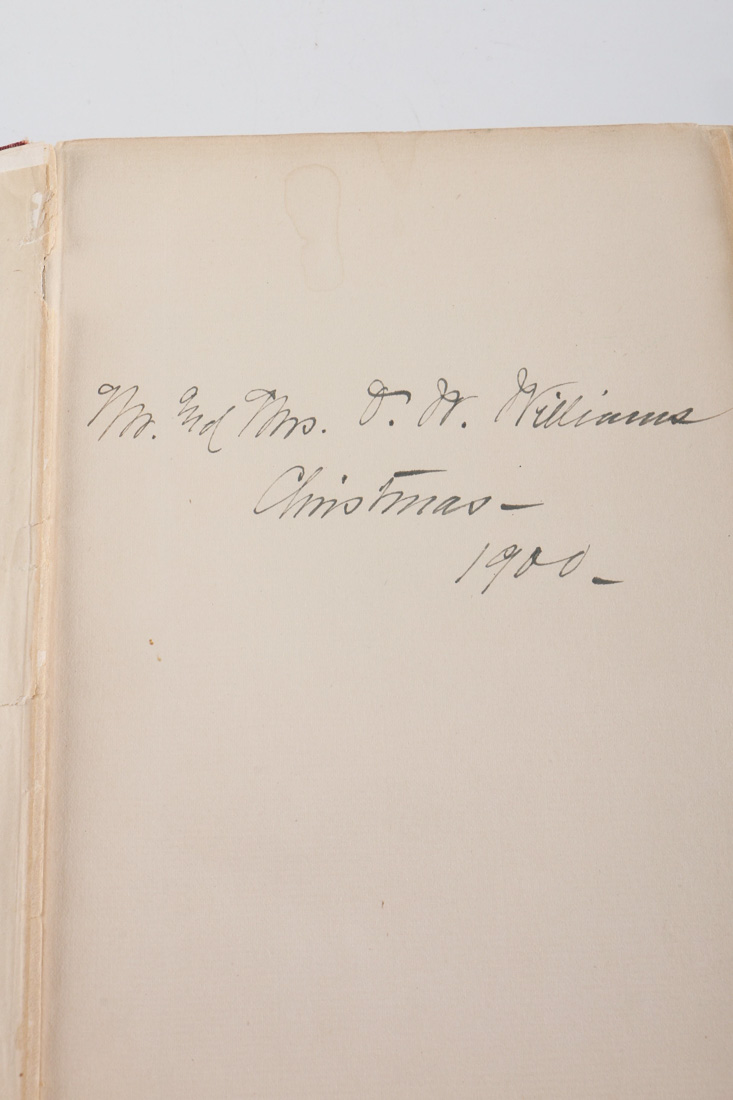 Mr. and Mrs. W. Williams
Christmas—
1900—